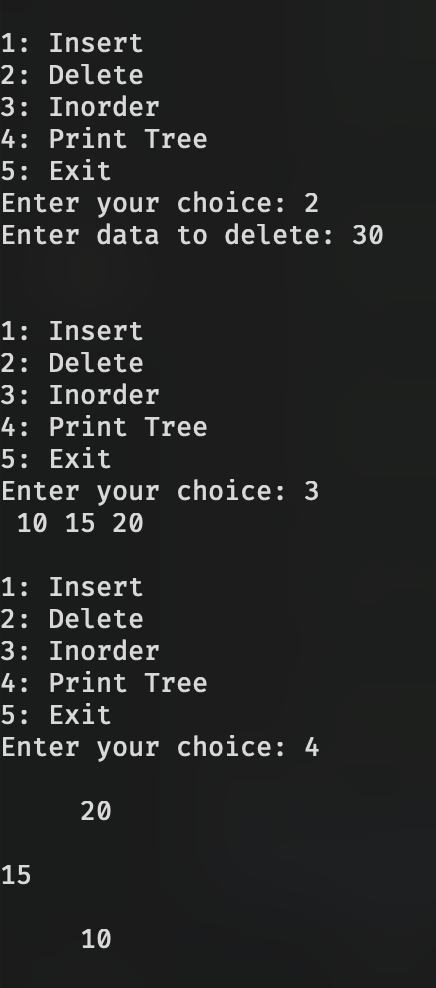 1: Insert
2: Delete
3: Inorder
4: Print Tree
5: Exit
Enter your choice: 2
Enter data to delete: 30
1: Insert
2: Delete
3: Inorder
4: Print Tree
5: Exit
Enter your choice: 3
10 15 20
1: Insert
2: Delete
3: Inorder
4: Print Tree
5: Exit
Enter your choice: 4
20
15
10